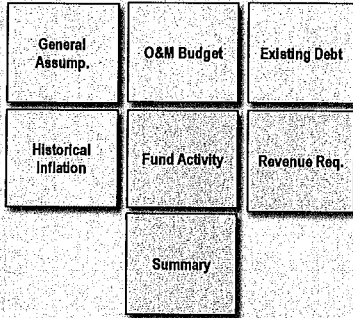 General
Assump.
O&M Budget
Existing Debt
Historical
Inflation
Fund Activity
Revenue Req.
Summary